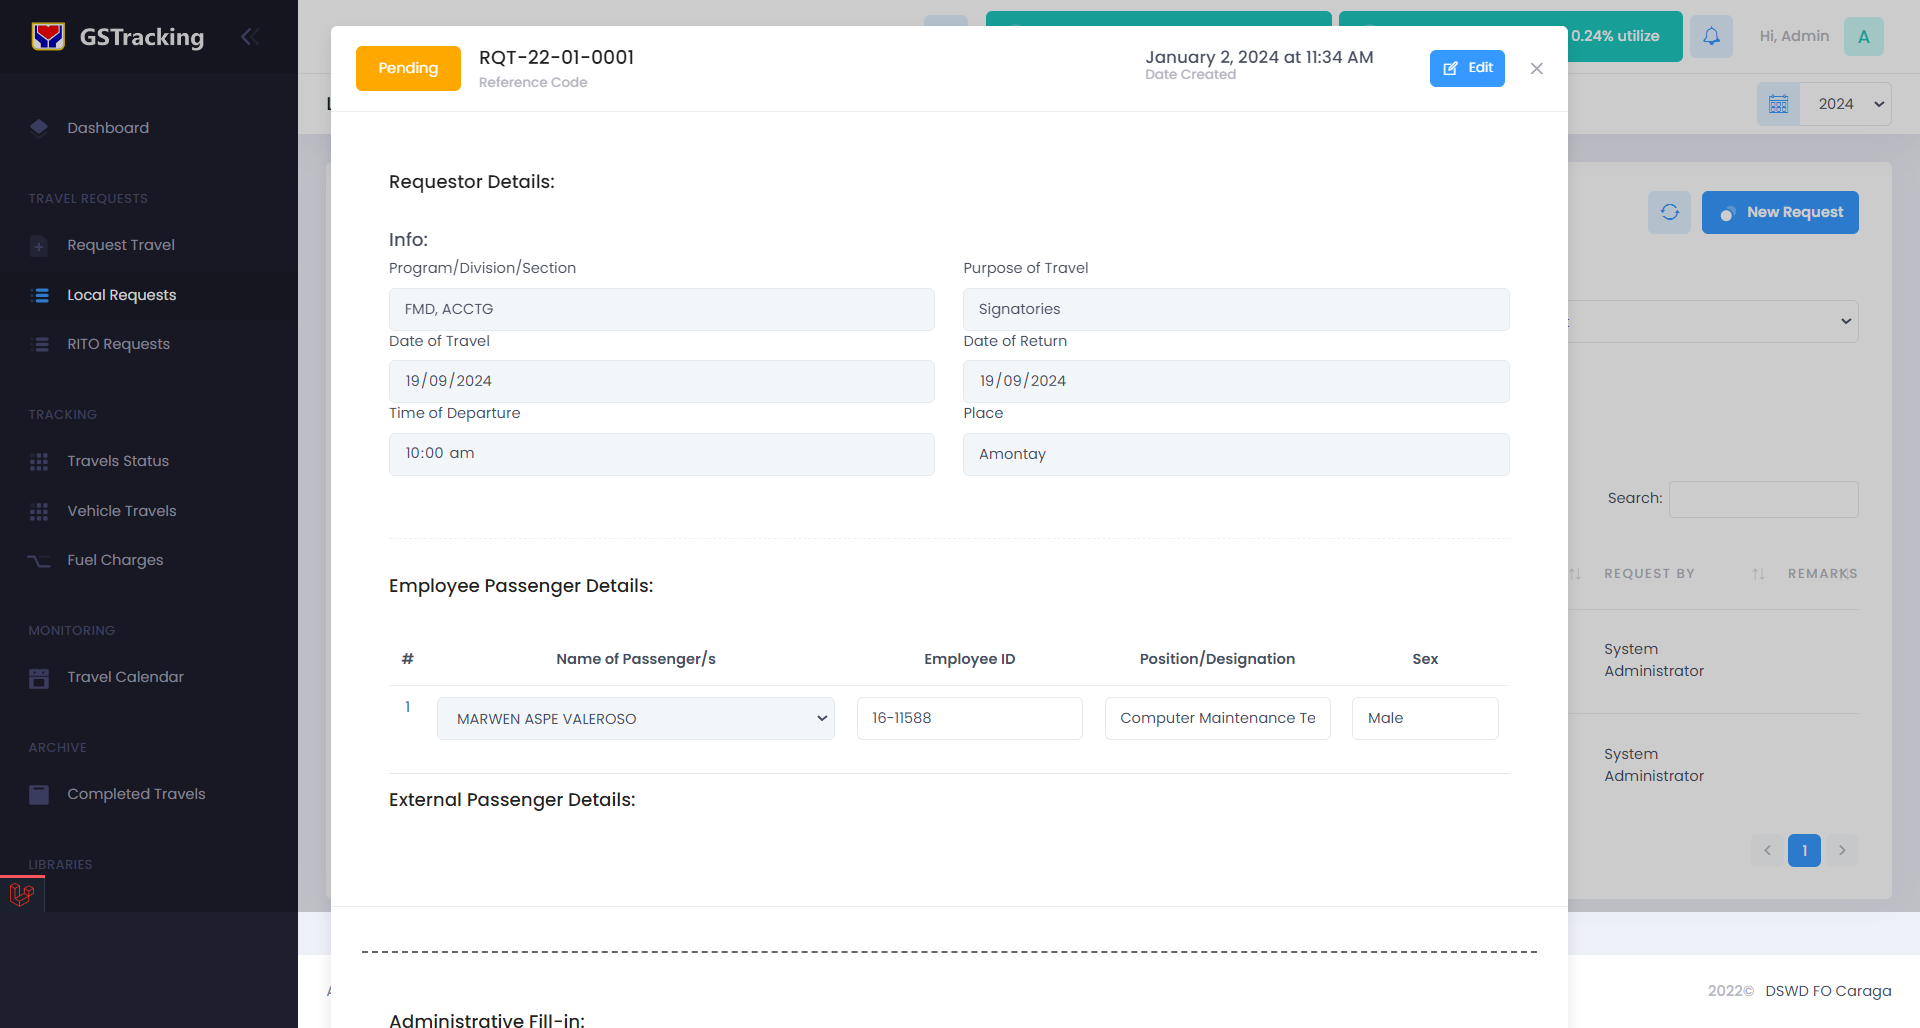 GSTracking
Dashboard
TRAVEL REQUESTS
Request Travel
Local Requests
RITO Requests
TRACKING
Travels Status
Vehicle Travels
Fuel Charges
MONITORING
Travel Calendar
ARCHIVE
Completed Travels
LIBRARIES
0.24% utilize
Hi, Admin
A
2024
New Request
Search:
REQUEST BY
REMARKS
System
Administrator
System
Administrator
1
2022© DSWD FO Caraga
Pending
RQT-22-01-0001
Reference Code
January 2, 2024 at 11:34 AM
Date Created
Edit
Requestor Details:
Info:
Program/Division/Section
Purpose of Travel
FMD, ACCTG
Signatories
Date of Travel
Date of Return
19/09/2024
19/09/2024
Time of Departure
Place
10:00 am
Amontay
Employee Passenger Details:
# Name of Passenger/s Employee ID Position/Designation Sex
1 MARWEN ASPE VALEROSO 16-11588 Computer Maintenance Te Male
External Passenger Details:
Administrative Fill-in: